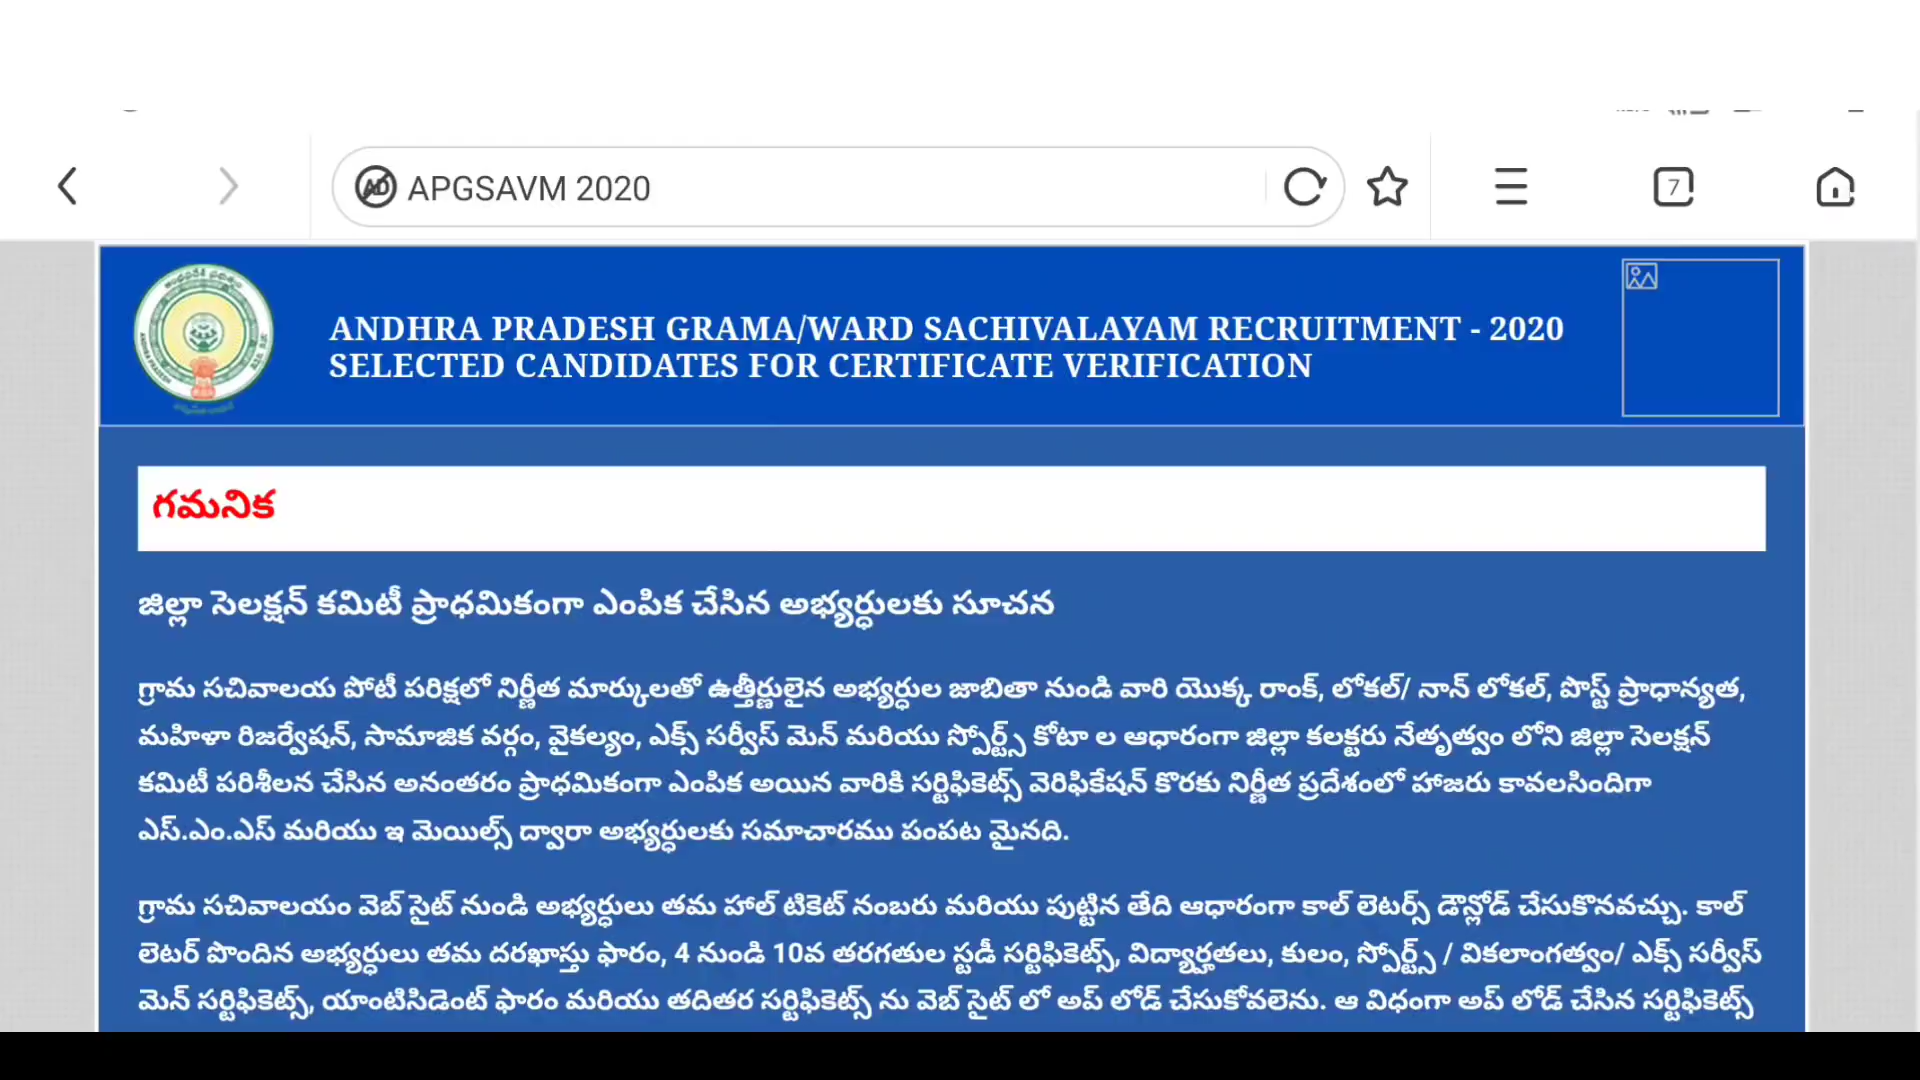 APGSAVM 2020
7
ANDHRA PRADESH GRAMA/WARD SACHIVALAYAM RECRUITMENT - 2020
SELECTED CANDIDATES FOR CERTIFICATE VERIFICATION
గమనిక
జిల్లా సెలక్షన్ కమిటీ ప్రాధమికంగా ఎంపిక చేసిన అభ్యర్ధులకు సూచన
గ్రామ సచివాలయ పోటీ పరిక్షలో నిర్ణీత మార్కులతో ఉత్తీర్ణులైన అభ్యర్ధుల జాబితా నుండి వారి యొక్క రాంక్, లోకల్/ నాన్ లోకల్, పొస్ట్ ప్రాధాన్యత,
మహిళా రిజర్వేషన్, సామాజిక వర్గం, వైకల్యం, ఎక్స్ సర్వీస్ మెన్ మరియు స్పోర్ట్స్ కోటా ల ఆధారంగా జిల్లా కలక్టరు నేతృత్వం లోని జిల్లా సెలక్షన్
కమిటీ పరిశీలన చేసిన అనంతరం ప్రాధమికంగా ఎంపిక అయిన వారికి సర్టిఫికెట్స్ వెరిఫికేషన్ కొరకు నిర్ణీత ప్రదేశంలో హాజరు కావలసిందిగా
ఎస్.ఎం.ఎస్ మరియు ఇ మెయిల్స్ ద్వారా అభ్యర్ధులకు సమాచారము పంపట మైనది.
గ్రామ సచివాలయం వెబ్ సైట్ నుండి అభ్యర్ధులు తమ హాల్ టికెట్ నంబరు మరియు పుట్టిన తేది ఆధారంగా కాల్ లెటర్స్ డౌన్లోడ్ చేసుకొనవచ్చు. కాల్
లెటర్ పొందిన అభ్యర్ధులు తమ దరఖాస్తు ఫారం, 4 నుండి 10వ తరగతుల స్టడీ సర్టిఫికెట్స్, విద్యార్హతలు, కులం, స్పోర్ట్స్ / వికలాంగత్వం/ ఎక్స్ సర్వీస్
మెన్ సర్టిఫికెట్స్, యాంటిసిడెంట్ ఫారం మరియు తదితర సర్టిఫికెట్స్ ను వెబ్ సైట్ లో అప్ లోడ్ చేసుకోవలెను. ఆ విధంగా అప్ లోడ్ చేసిన సర్టిఫికెట్స్